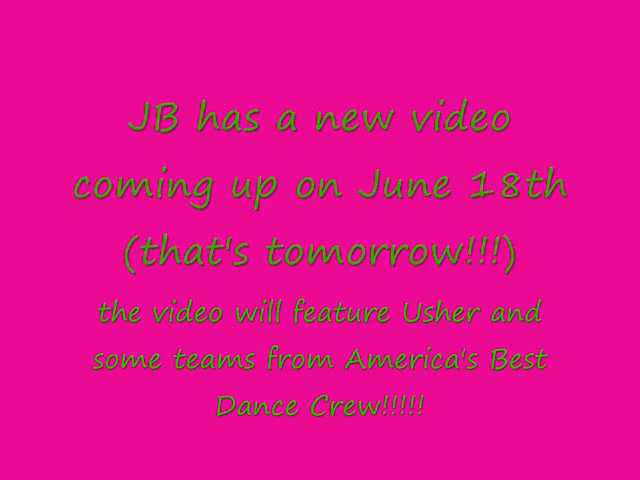 JB has a new video
coming up on June 18th
(that's tomorrow!!!)
the video will feature Usher and
some teams from America's Best
Dance Crew!!!!!